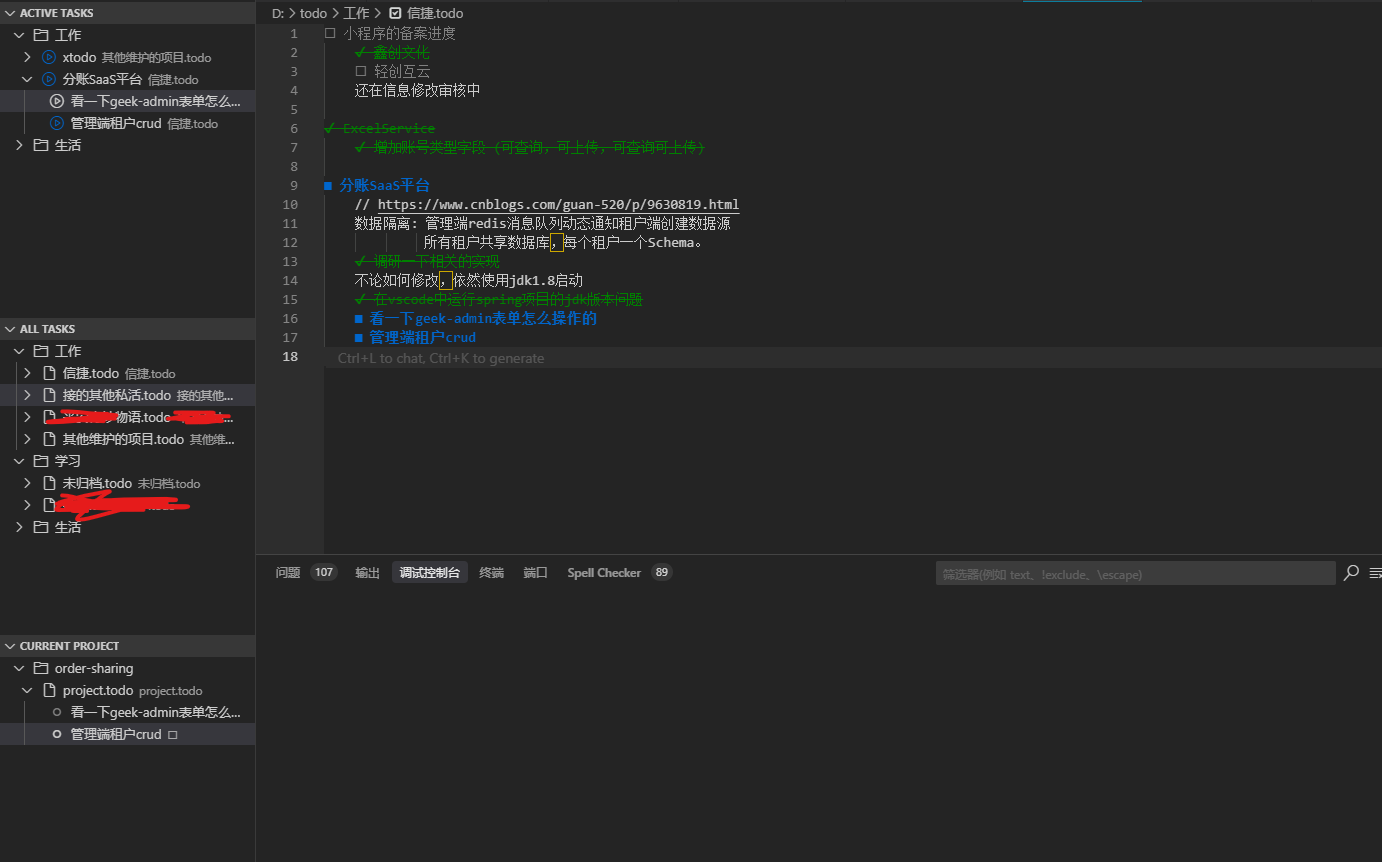 ACTIVE TASKS
工作
xtodo 其他维护的项目.todo
分账SaaS平台 信捷.todo
看一下geek-admin表单怎么...
管理端租户crud 信捷.todo
生活
ALL TASKS
工作
信捷.todo 信捷.todo
接的其他私活.todo 接的其他...
物语.todo
其他维护的项目.todo 其他维...
学习
未归档.todo 未归档.todo
生活
CURRENT PROJECT
order-sharing
project.todo project.todo
看一下geek-admin表单怎么...
管理端租户crud
D: > todo > 工作 > 信捷.todo
1 小程序的备案进度
2 ✓ 鑫创文化
3 轻创互云
4 还在信息修改审核中
5
6 ✓ ExcelService
7 ✓ 增加账号类型字段（可查询，可上传，可查询可上传）
8
9 分账SaaS平台
10 // https://www.cnblogs.com/guan-520/p/9630819.html
11 数据隔离: 管理端redis消息队列动态通知租户端创建数据源
12 所有租户共享数据库，每个租户一个Schema。
13 ✓ 调研一下相关的实现
14 不论如何修改，依然使用jdk1.8启动
15 ✓ 在vscode中运行spring项目的jdk版本问题
16 看一下geek-admin表单怎么操作的
17 管理端租户crud
18 Ctrl+L to chat, Ctrl+K to generate
问题 107 输出 调试控制台 终端 端口 Spell Checker 89
筛选器(例如 text、!exclude、\escape)